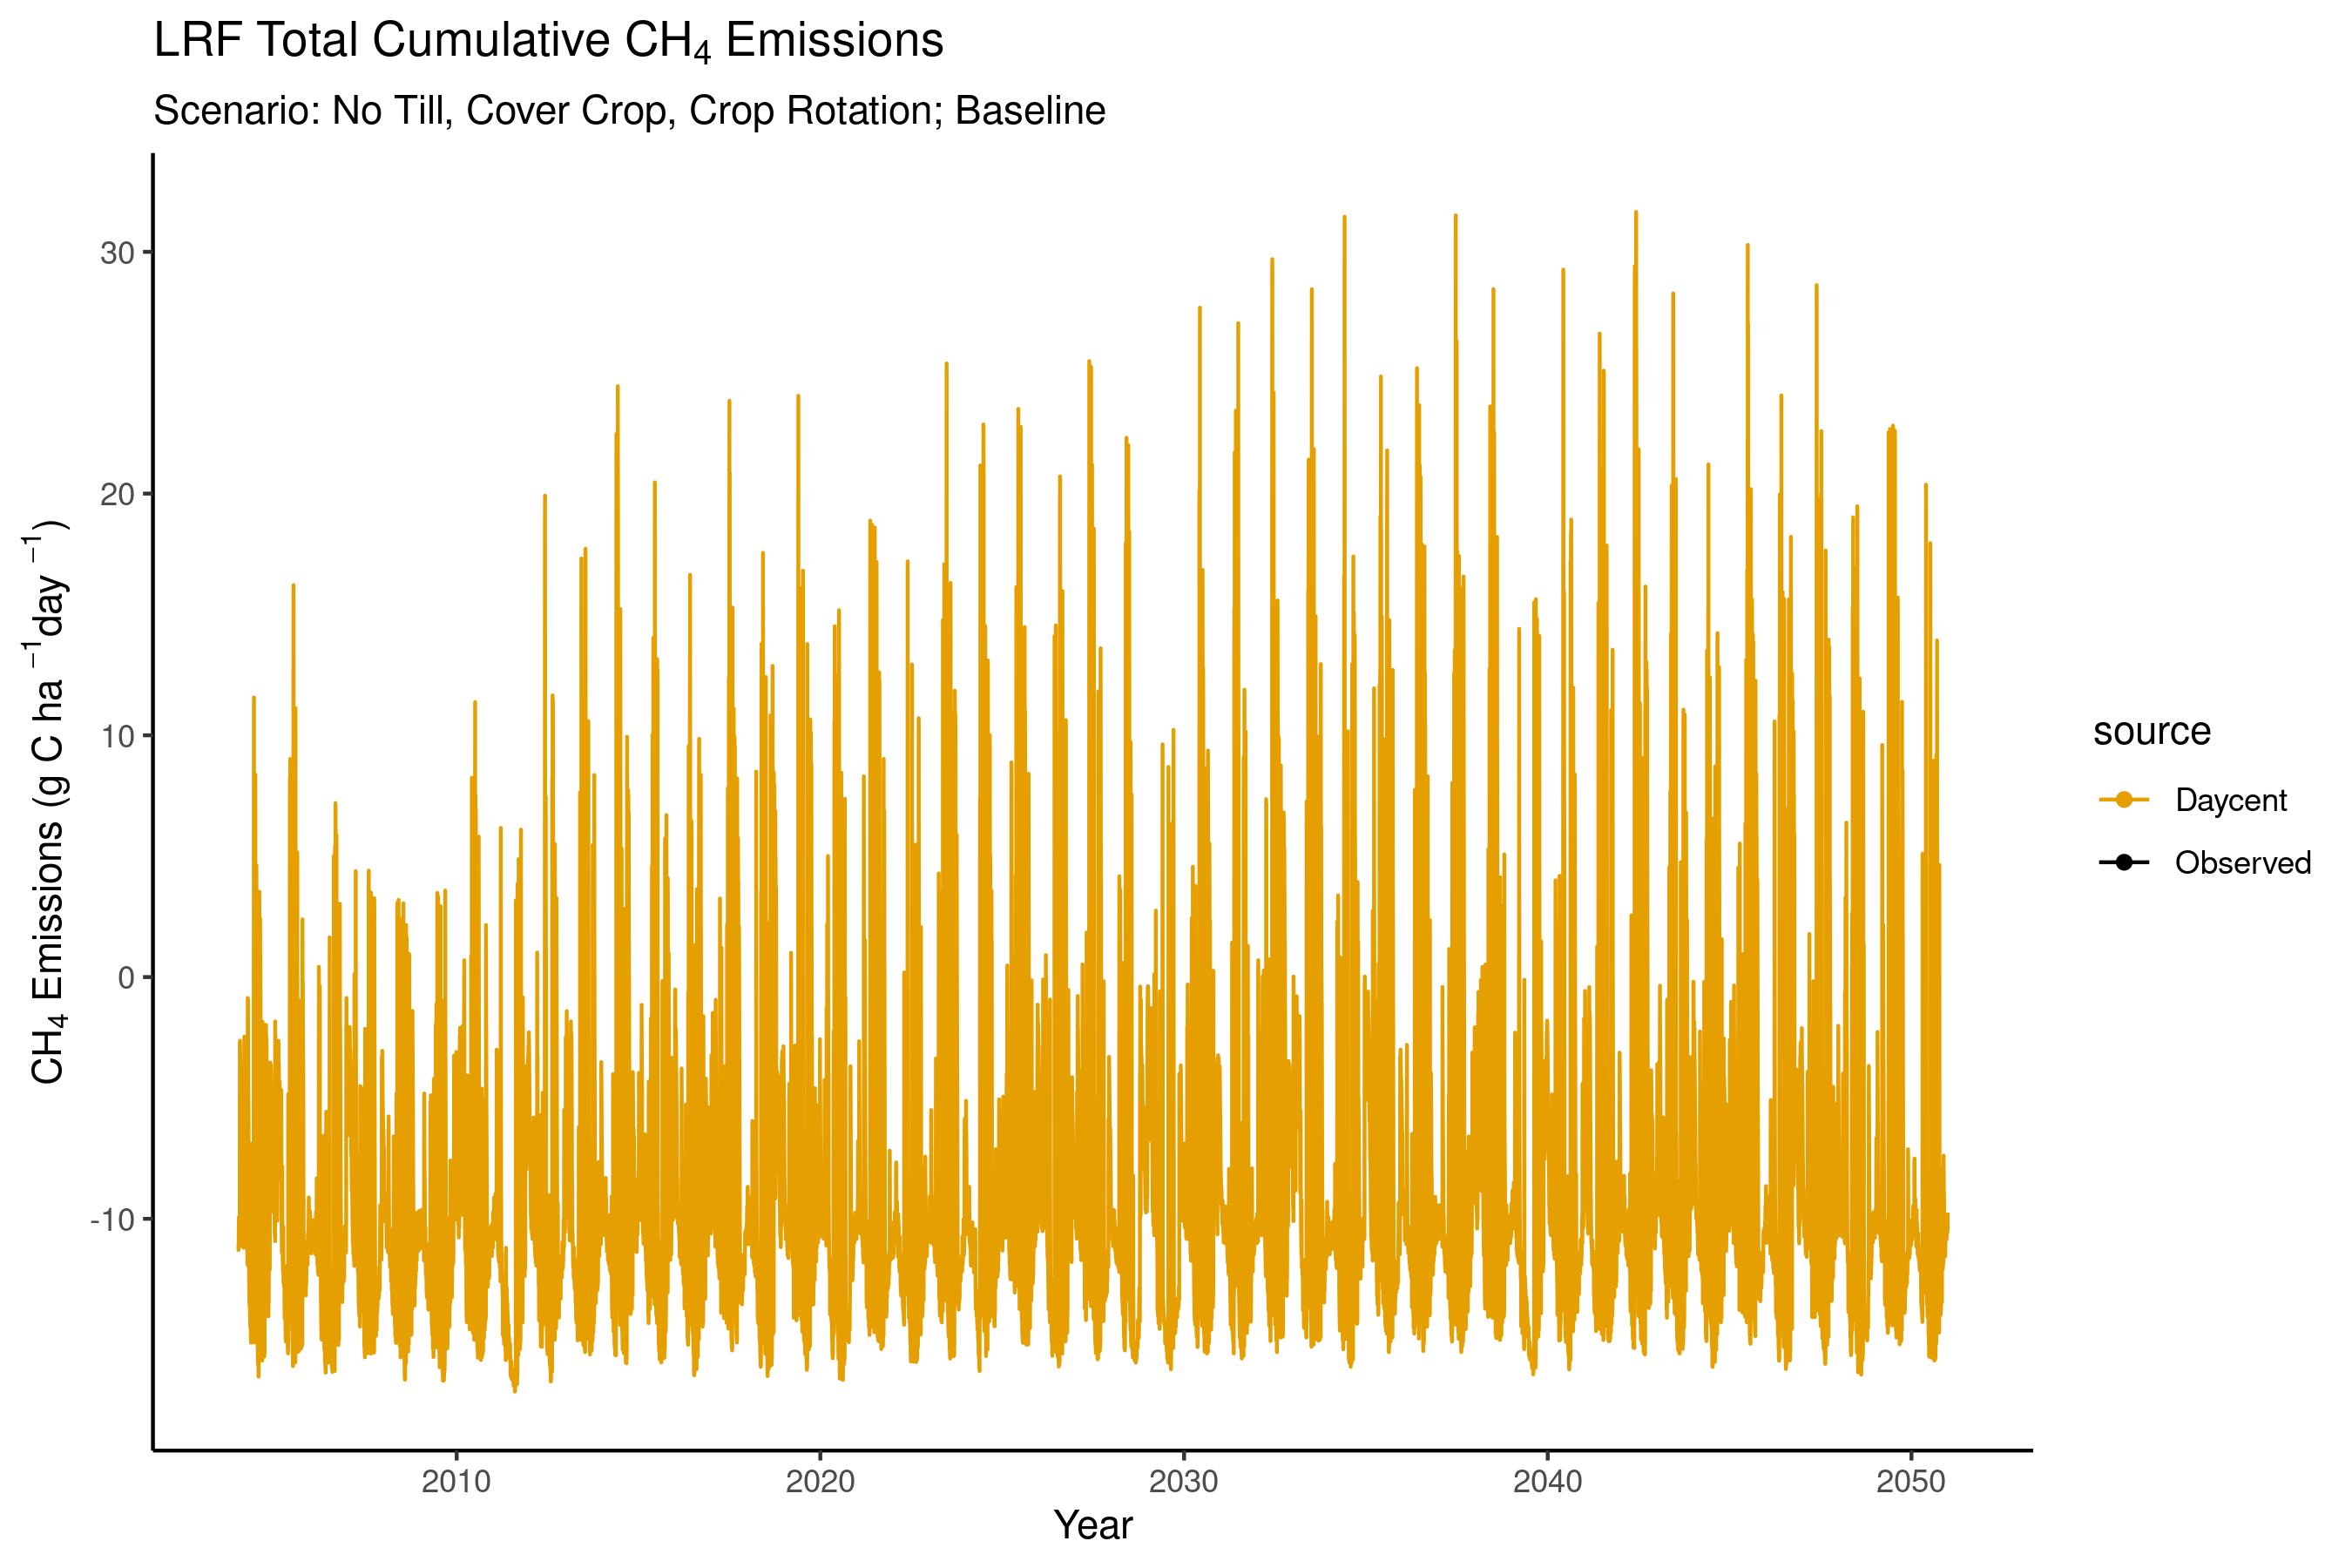 LRF Total Cumulative CH₄ Emissions
Scenario: No Till, Cover Crop, Crop Rotation; Baseline
CH₄ Emissions (g C ha ⁻¹day ⁻¹)
30
20
10
0
-10
2010
2020
2030
2040
2050
Year
source
Daycent
Observed